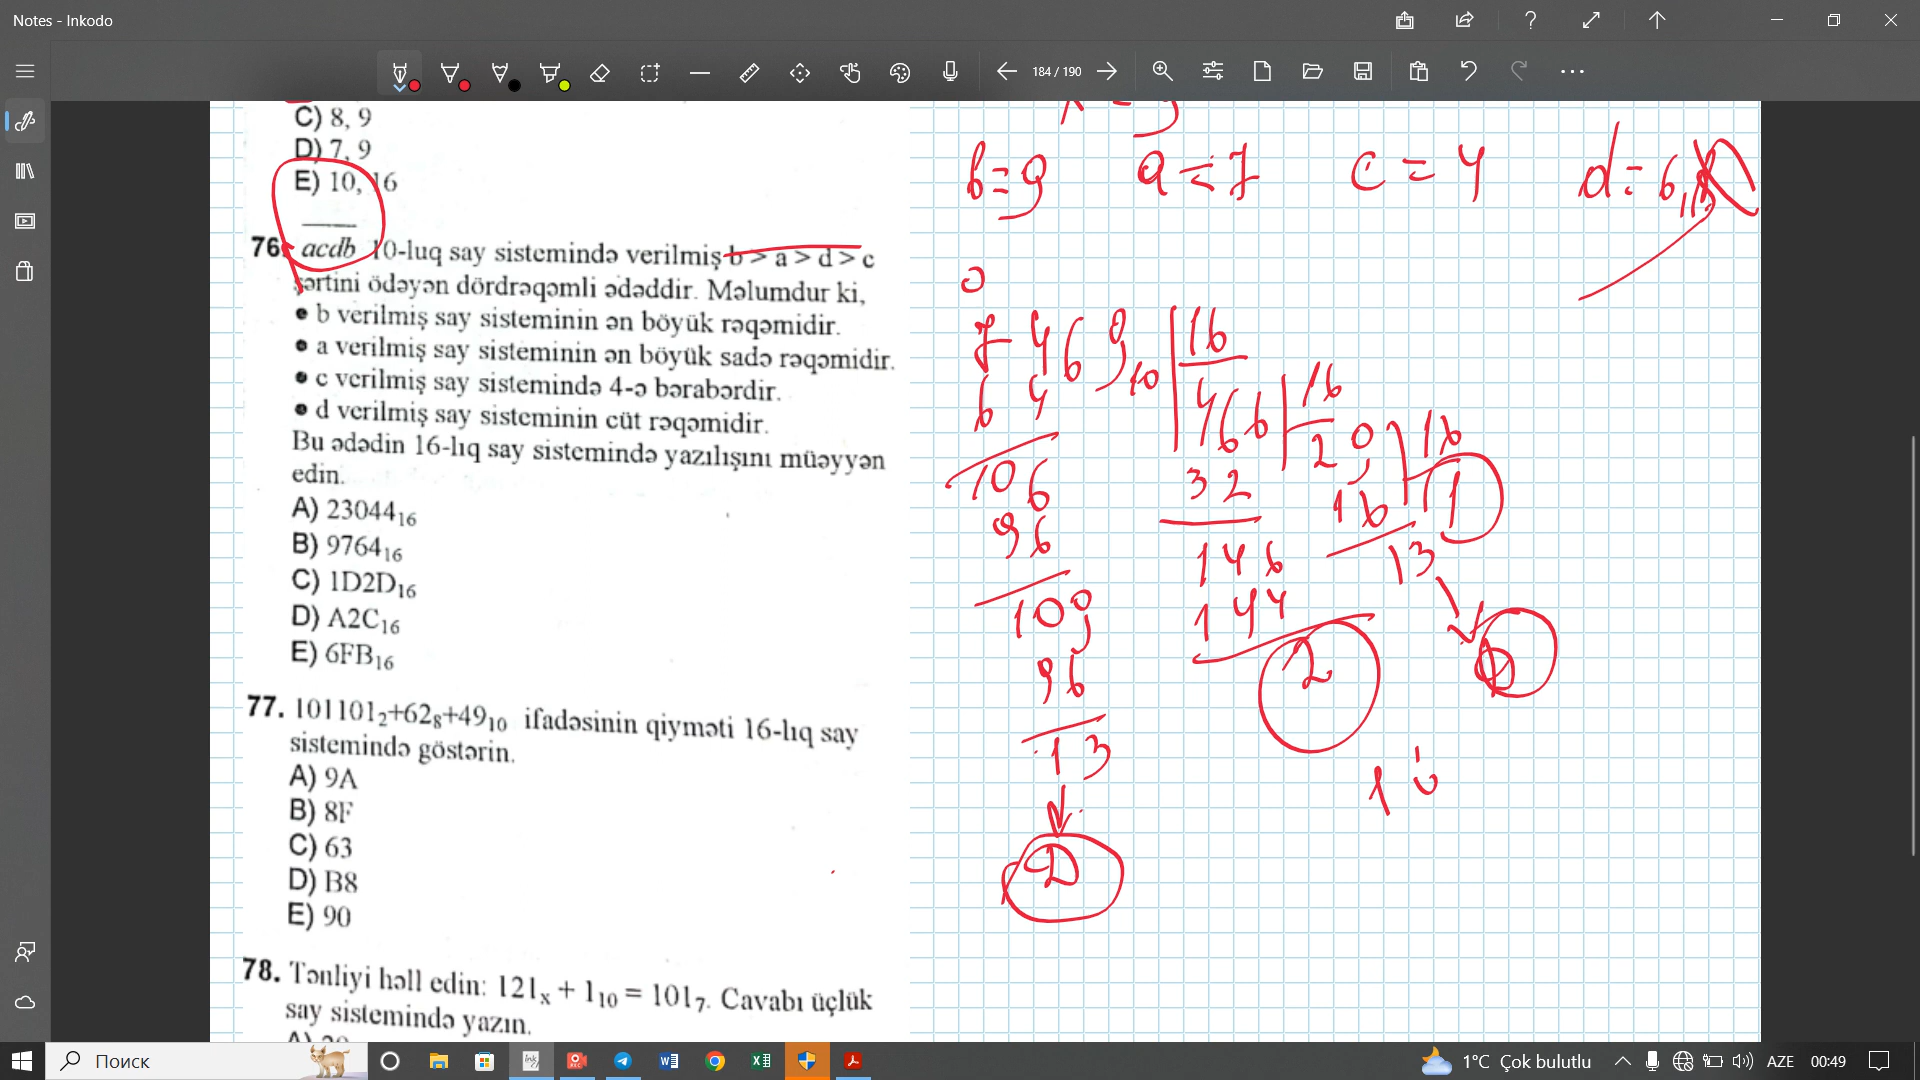 Notes - Inkodo
184 / 190
C) 8, 9
D) 7, 9
E) 10, 16
76. acdb 10-luq say sistemində verilmiş b > a > d > c
şərtini ödəyən dördrəqəmli ədəddir. Məlumdur ki,
• b verilmiş say sisteminin ən böyük rəqəmidir.
• a verilmiş say sisteminin ən böyük sadə rəqəmidir.
• c verilmiş say sistemində 4-ə bərabərdir.
• d verilmiş say sisteminin cüt rəqəmidir.
Bu ədədin 16-lıq say sistemində yazılışını müəyyən
edin.
A) 23044₁₆
B) 9764₁₆
C) 1D2D₁₆
D) A2C₁₆
E) 6FB₁₆
77. 101101₂+62₈+49₁₀ ifadəsinin qiyməti 16-lıq say
sistemində göstərin.
A) 9A
B) 8F
C) 63
D) B8
E) 90
78. Tənliyi həll edin: 121ₓ + 1₁₀ = 101₇. Cavabı üçlük
say sistemində yazın.
b=9 a=7 c=4 d=6,
7469₁₀ 16
64 466 16
106 32 29 16
96 146 16 1
109 144 13
96 2 D
13
D
Поиск
1°C Çok bulutlu
AZE
00:49